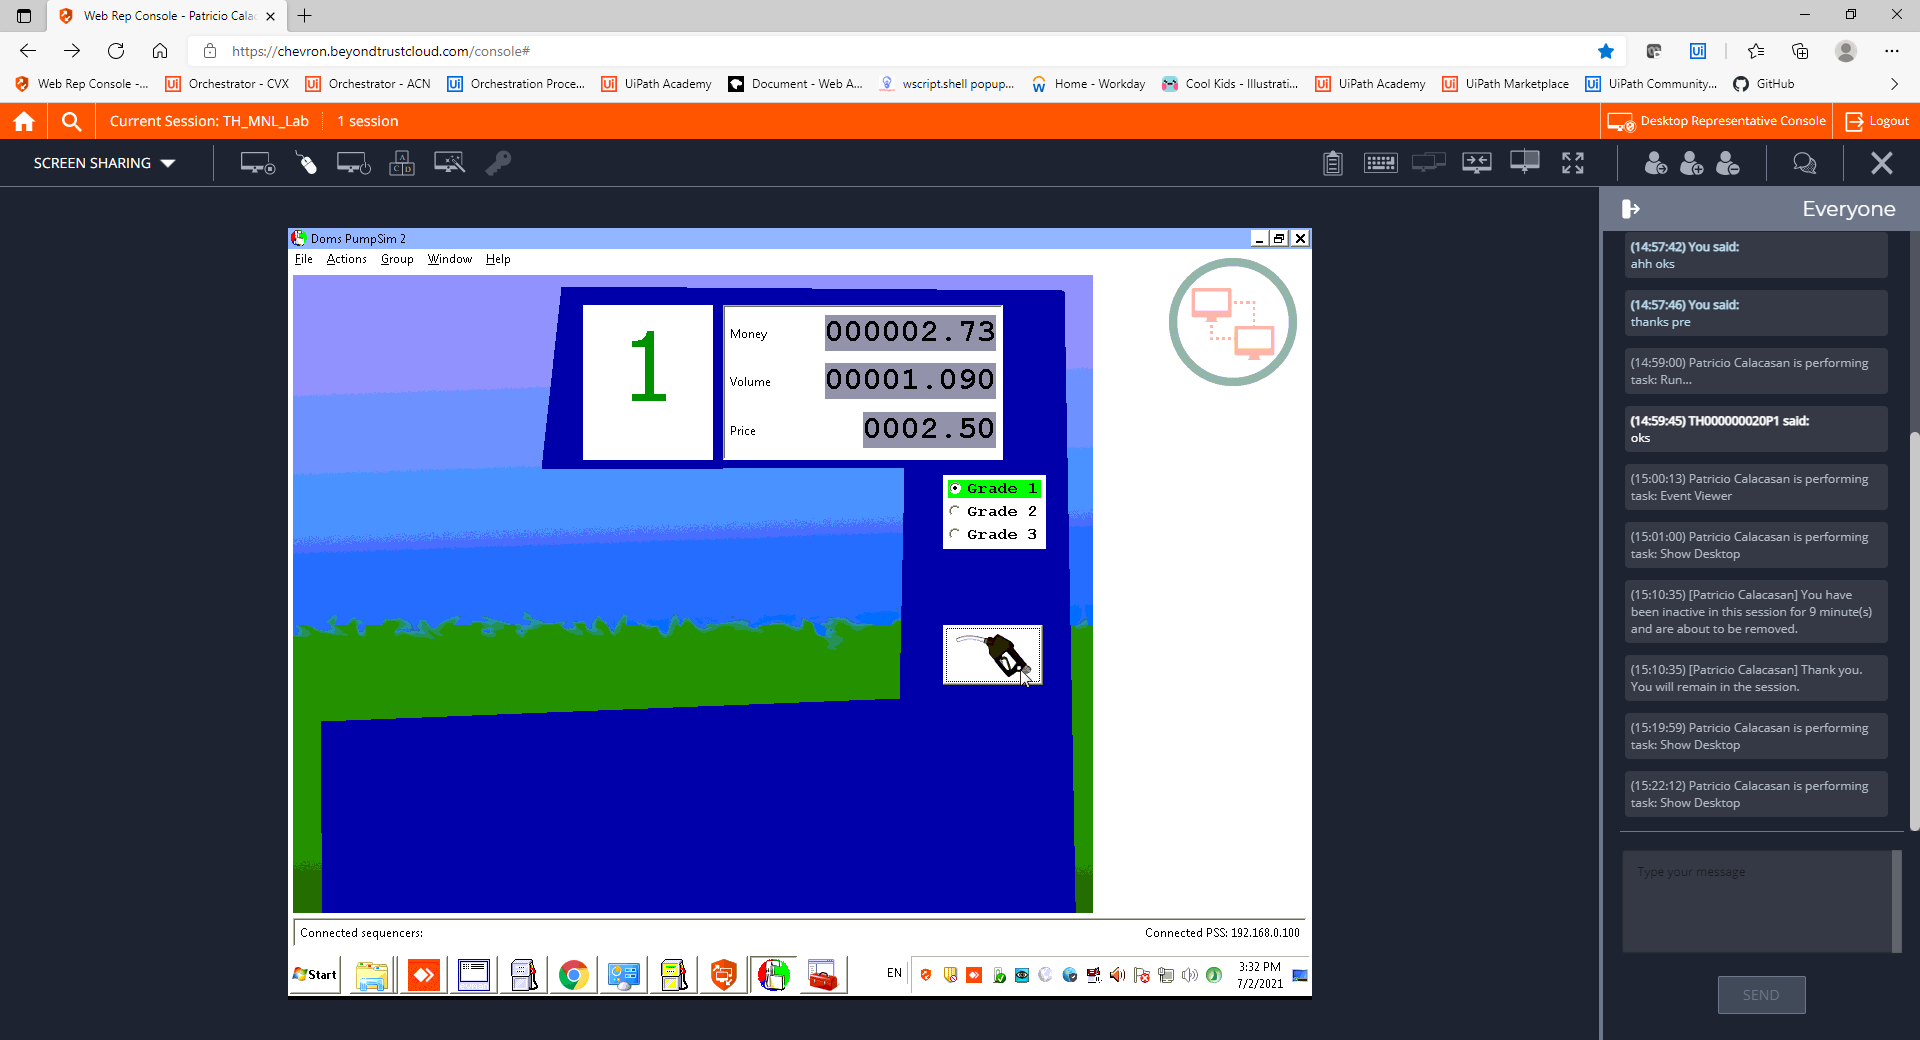 Web Rep Console - Patricio Cala
https://chevron.beyondtrustcloud.com/console#
Web Rep Console -...
Orchestrator - CVX
Orchestrator - ACN
Orchestration Proce...
UiPath Academy
Document - Web A...
wscript.shell popup...
Home - Workday
Cool Kids - Illustrati...
UiPath Academy
UiPath Marketplace
UiPath Community...
GitHub
Current Session: TH_MNL_Lab
1 session
Desktop Representative Console
Logout
SCREEN SHARING
Everyone
(14:57:42) You said:
ahh oks
(14:57:46) You said:
thanks pre
(14:59:00) Patricio Calacasan is performing
task: Run...
(14:59:45) TH000000020P1 said:
oks
(15:00:13) Patricio Calacasan is performing
task: Event Viewer
(15:01:00) Patricio Calacasan is performing
task: Show Desktop
(15:10:35) [Patricio Calacasan] You have
been inactive in this session for 9 minute(s)
and are about to be removed.
(15:10:35) [Patricio Calacasan] Thank you.
You will remain in the session.
(15:19:59) Patricio Calacasan is performing
task: Show Desktop
(15:22:12) Patricio Calacasan is performing
task: Show Desktop
Type your message
SEND
Doms PumpSim 2
File Actions Group Window Help
1
Money 000002.73
Volume 00001.090
Price 0002.50
Grade 1
Grade 2
Grade 3
Connected sequencers:
Connected PSS: 192.168.0.100
Start
EN
3:32 PM
7/2/2021